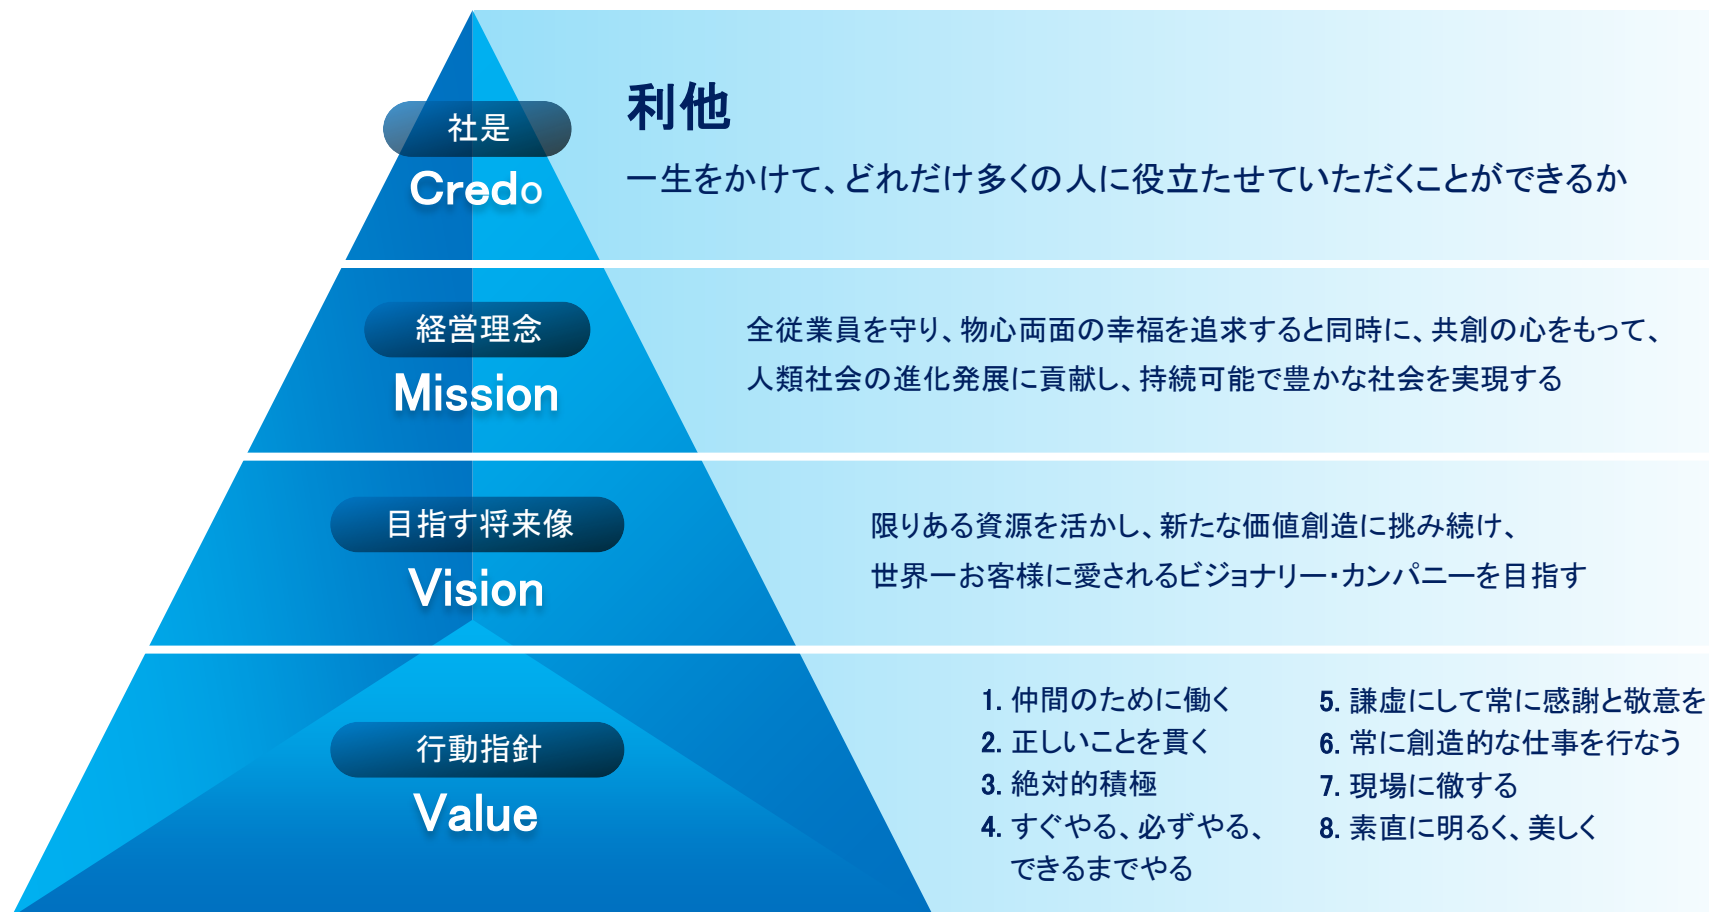 社是
Credo
利他
一生をかけて、どれだけ多くの人に役立たせていただくことができるか
経営理念
Mission
全従業員を守り、物心両面の幸福を追求すると同時に、共創の心をもって、
人類社会の進化発展に貢献し、持続可能で豊かな社会を実現する
目指す将来像
Vision
限りある資源を活かし、新たな価値創造に挑み続け、
世界一お客様に愛されるビジョナリー・カンパニーを目指す
行動指針
Value
1. 仲間のために働く
2. 正しいことを貫く
3. 絶対的積極
4. すぐやる、必ずやる、
できるまでやる
5. 謙虚にして常に感謝と敬意を
6. 常に創造的な仕事を行なう
7. 現場に徹する
8. 素直に明るく、美しく